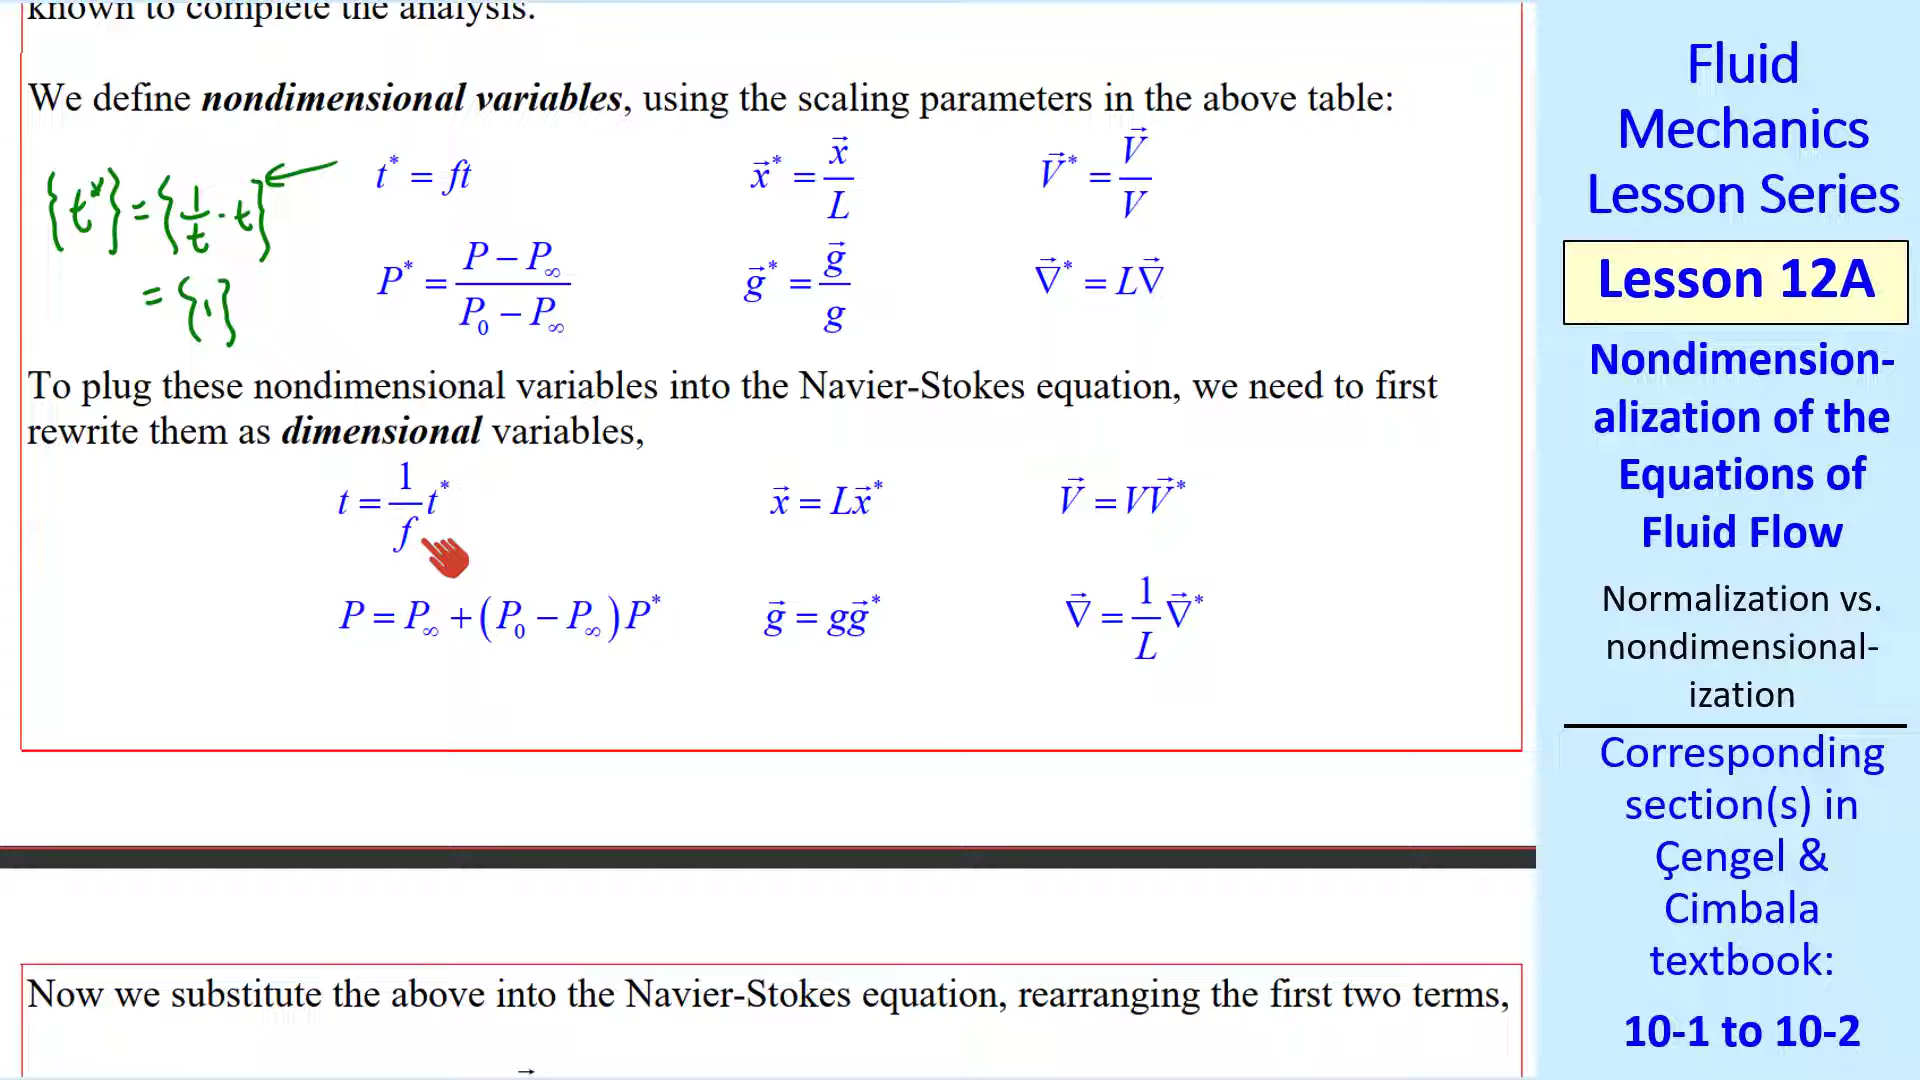 known to complete the analysis.
We define nondimensional variables, using the scaling parameters in the above table:
{t*} = {1/t · t}
= {1}
t* = ft
x⃗* = x⃗/L
V⃗* = V⃗/V
P* = (P − P∞)/(P₀ − P∞)
g⃗* = g⃗/g
∇⃗* = L∇⃗
To plug these nondimensional variables into the Navier-Stokes equation, we need to first
rewrite them as dimensional variables,
t = 1/f t*
x⃗ = Lx⃗*
V⃗ = VV⃗*
P = P∞ + (P₀ − P∞)P*
g⃗ = gg⃗*
∇⃗ = 1/L ∇⃗*
Now we substitute the above into the Navier-Stokes equation, rearranging the first two terms,
Fluid
Mechanics
Lesson Series
Lesson 12A
Nondimension-
alization of the
Equations of
Fluid Flow
Normalization vs.
nondimensional-
ization
Corresponding
section(s) in
Çengel &
Cimbala
textbook:
10-1 to 10-2